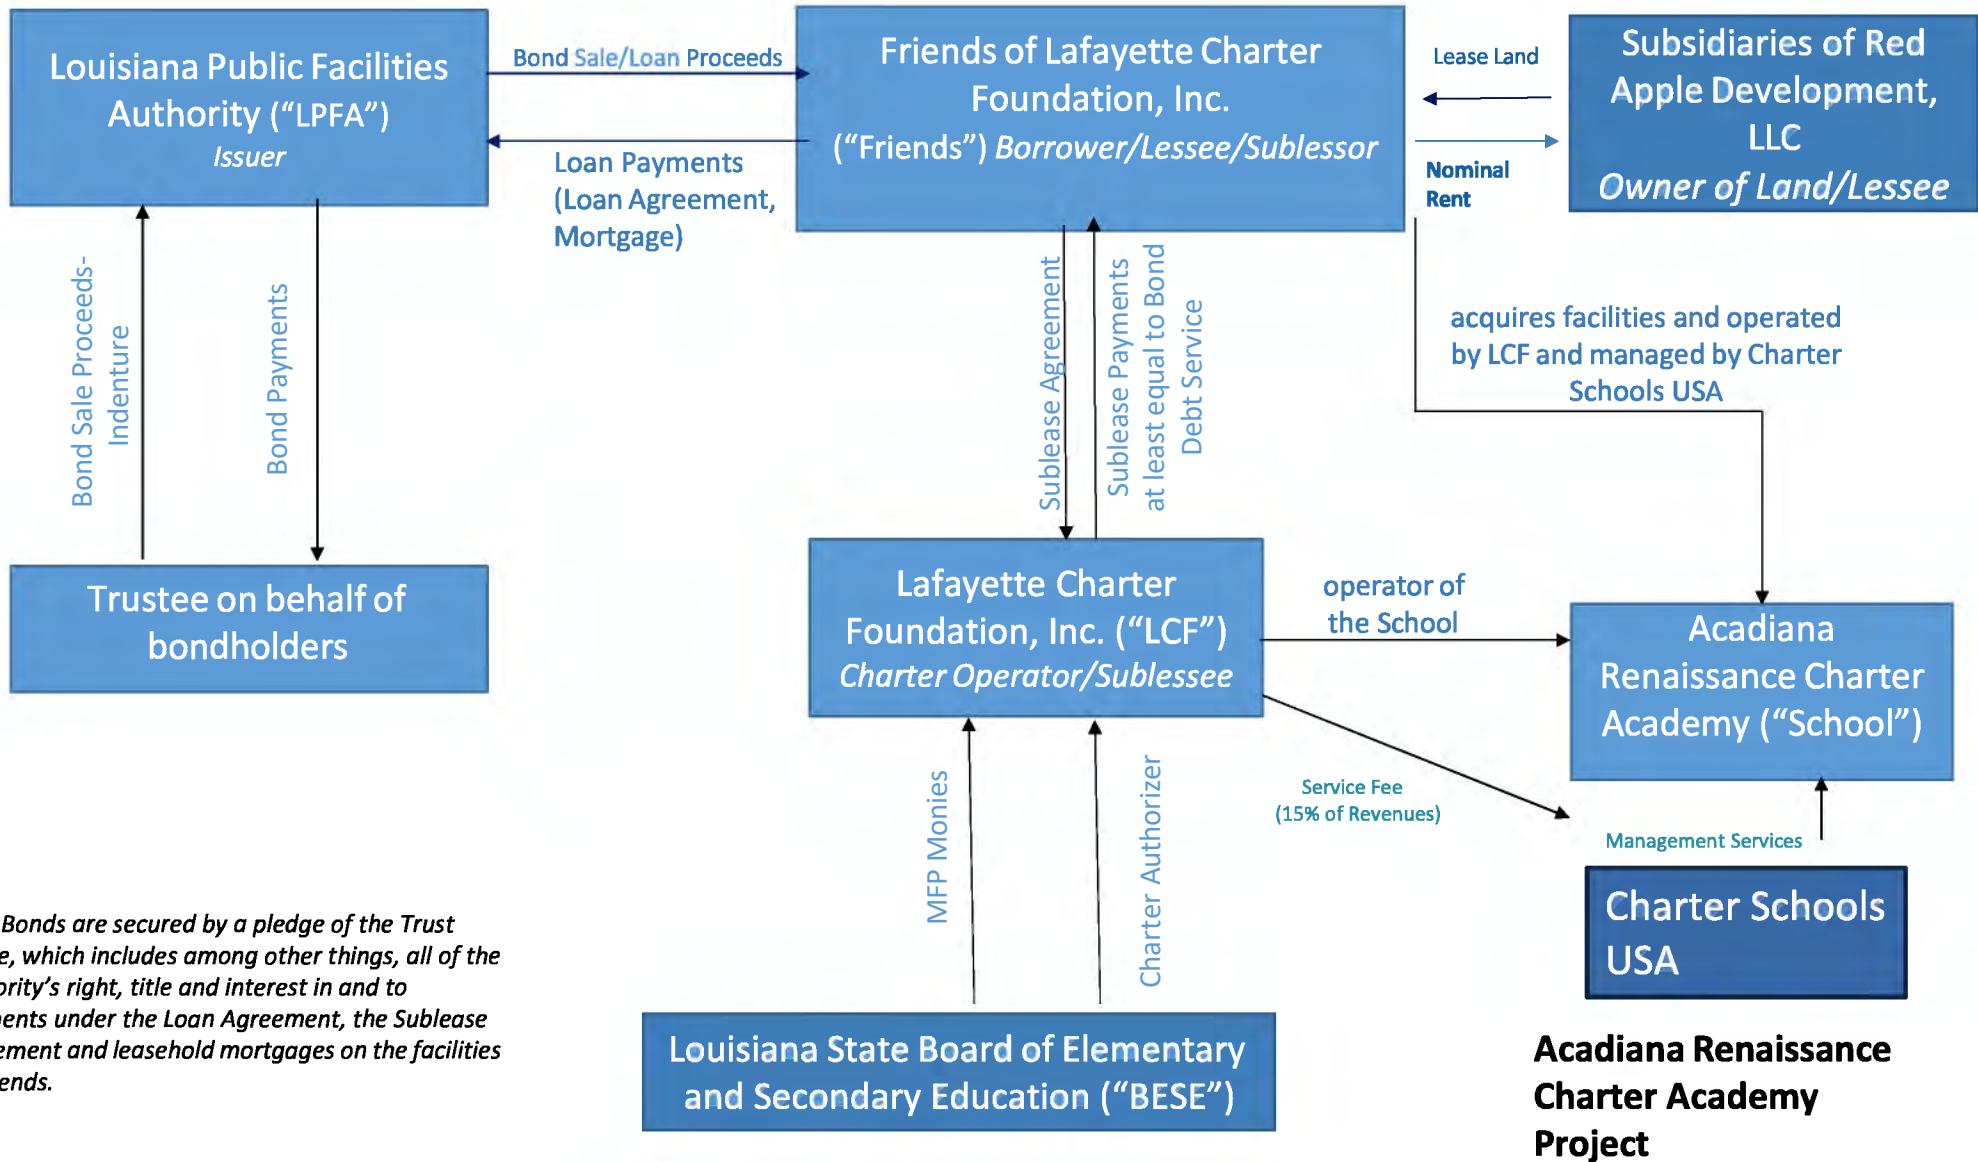 Louisiana Public Facilities
Authority (“LPFA”)
Issuer
Bond Sale/Loan Proceeds
Loan Payments
(Loan Agreement,
Mortgage)
Friends of Lafayette Charter
Foundation, Inc.
(“Friends”) Borrower/Lessee/Sublessor
Lease Land
Nominal
Rent
Subsidiaries of Red
Apple Development,
LLC
Owner of Land/Lessee
Bond Sale Proceeds-
Indenture
Bond Payments
Sublease Agreement
Sublease Payments
at least equal to Bond
Debt Service
acquires facilities and operated
by LCF and managed by Charter
Schools USA
Trustee on behalf of
bondholders
Lafayette Charter
Foundation, Inc. (“LCF”)
Charter Operator/Sublessee
operator of
the School
Acadiana
Renaissance Charter
Academy (“School”)
MFP Monies
Charter Authorizer
Service Fee
(15% of Revenues)
Management Services
Charter Schools
USA
Bonds are secured by a pledge of the Trust
e, which includes among other things, all of the
ority’s right, title and interest in and to
ents under the Loan Agreement, the Sublease
ement and leasehold mortgages on the facilities
ends.
Louisiana State Board of Elementary
and Secondary Education (“BESE”)
Acadiana Renaissance
Charter Academy
Project